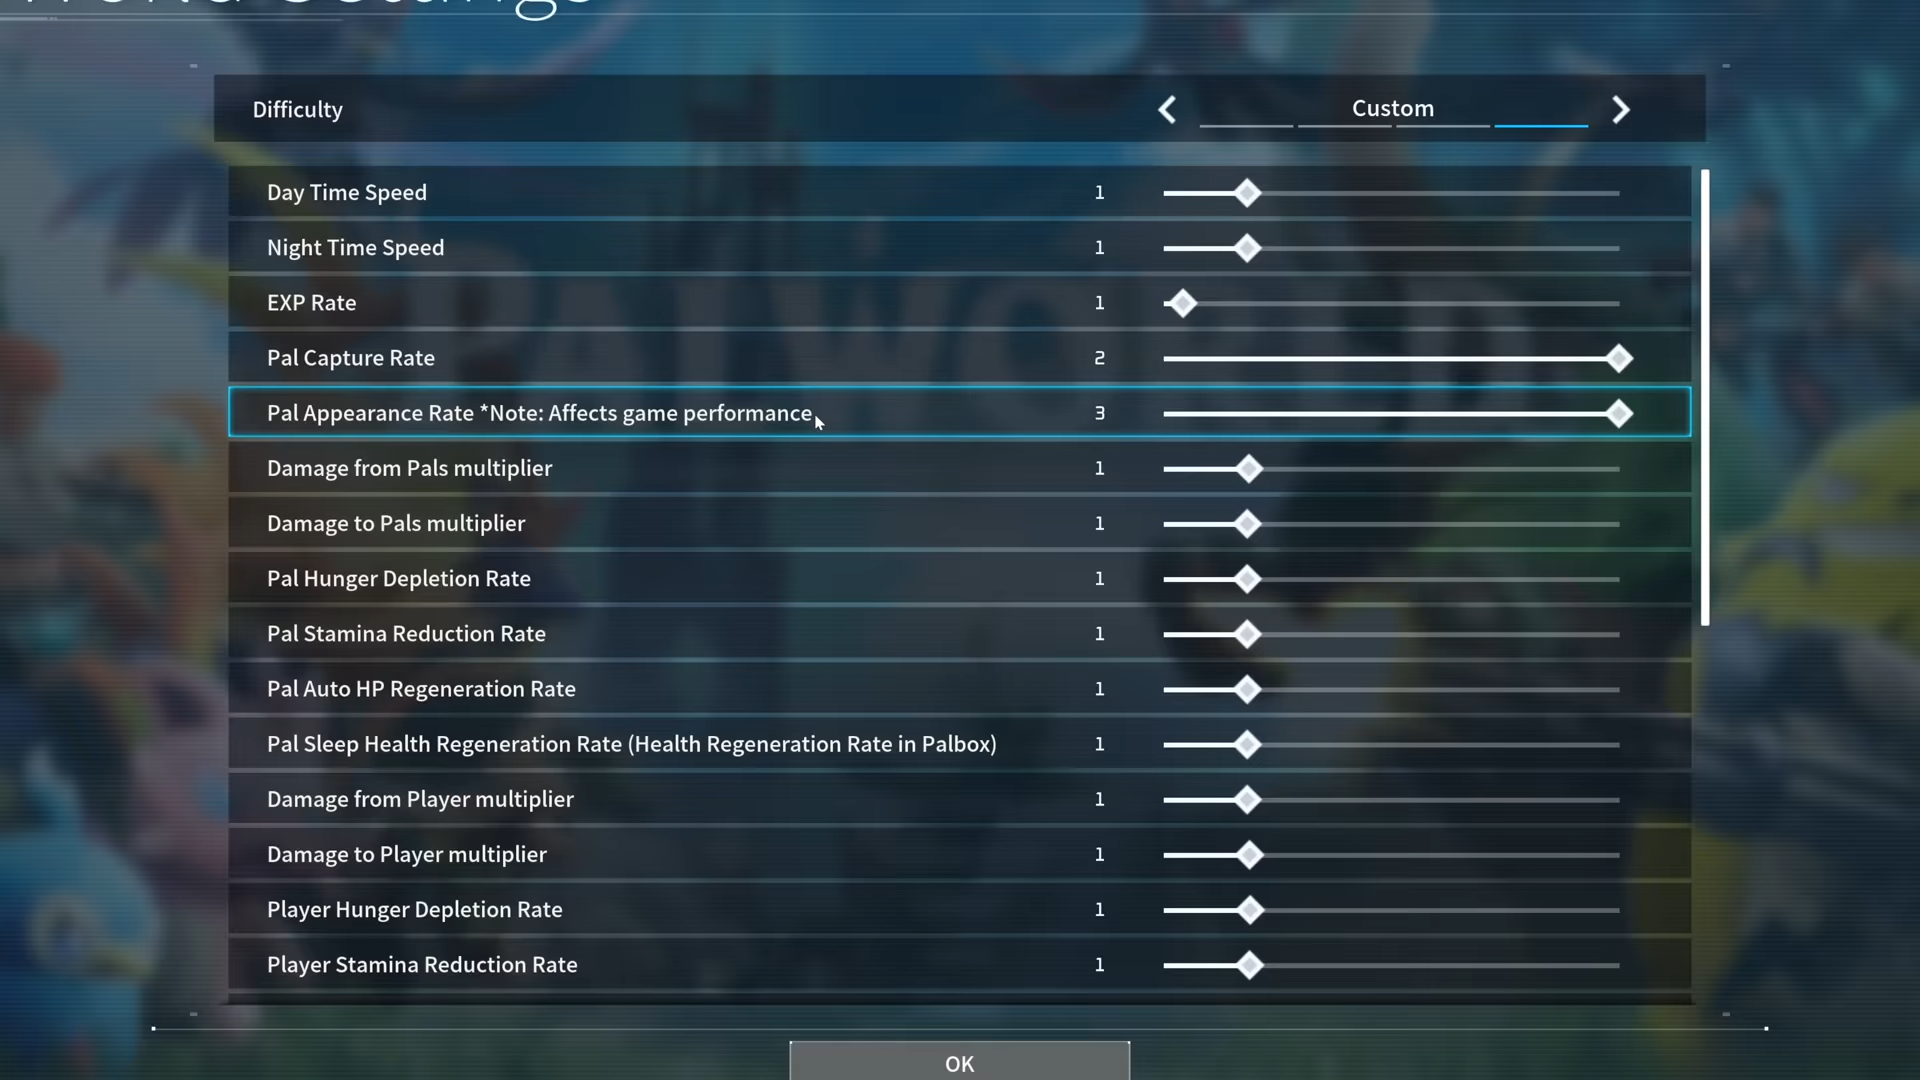 World Settings
Difficulty
Custom
Day Time Speed 1
Night Time Speed 1
EXP Rate 1
Pal Capture Rate 2
Pal Appearance Rate *Note: Affects game performance 3
Damage from Pals multiplier 1
Damage to Pals multiplier 1
Pal Hunger Depletion Rate 1
Pal Stamina Reduction Rate 1
Pal Auto HP Regeneration Rate 1
Pal Sleep Health Regeneration Rate (Health Regeneration Rate in Palbox) 1
Damage from Player multiplier 1
Damage to Player multiplier 1
Player Hunger Depletion Rate 1
Player Stamina Reduction Rate 1
OK
PALWORLD